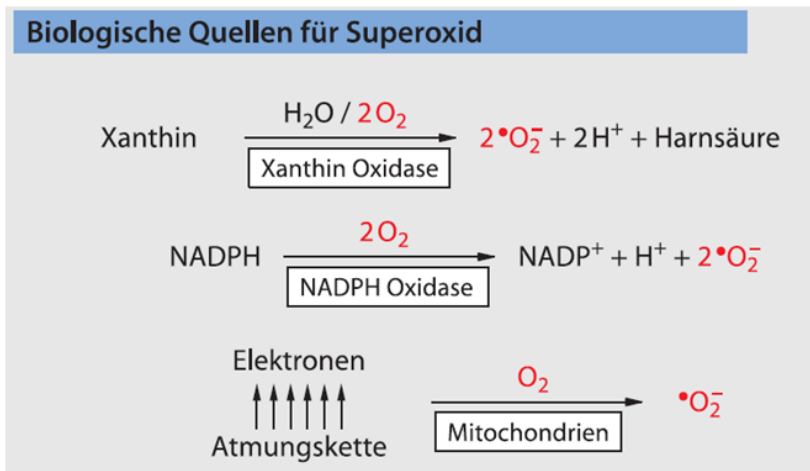 Biologische Quellen für Superoxid
H₂O / 2O₂
Xanthin
2•O₂⁻ + 2H⁺ + Harnsäure
Xanthin Oxidase
2O₂
NADPH
NADP⁺ + H⁺ + 2•O₂⁻
NADPH Oxidase
Elektronen
O₂
•O₂⁻
Mitochondrien
Atmungskette